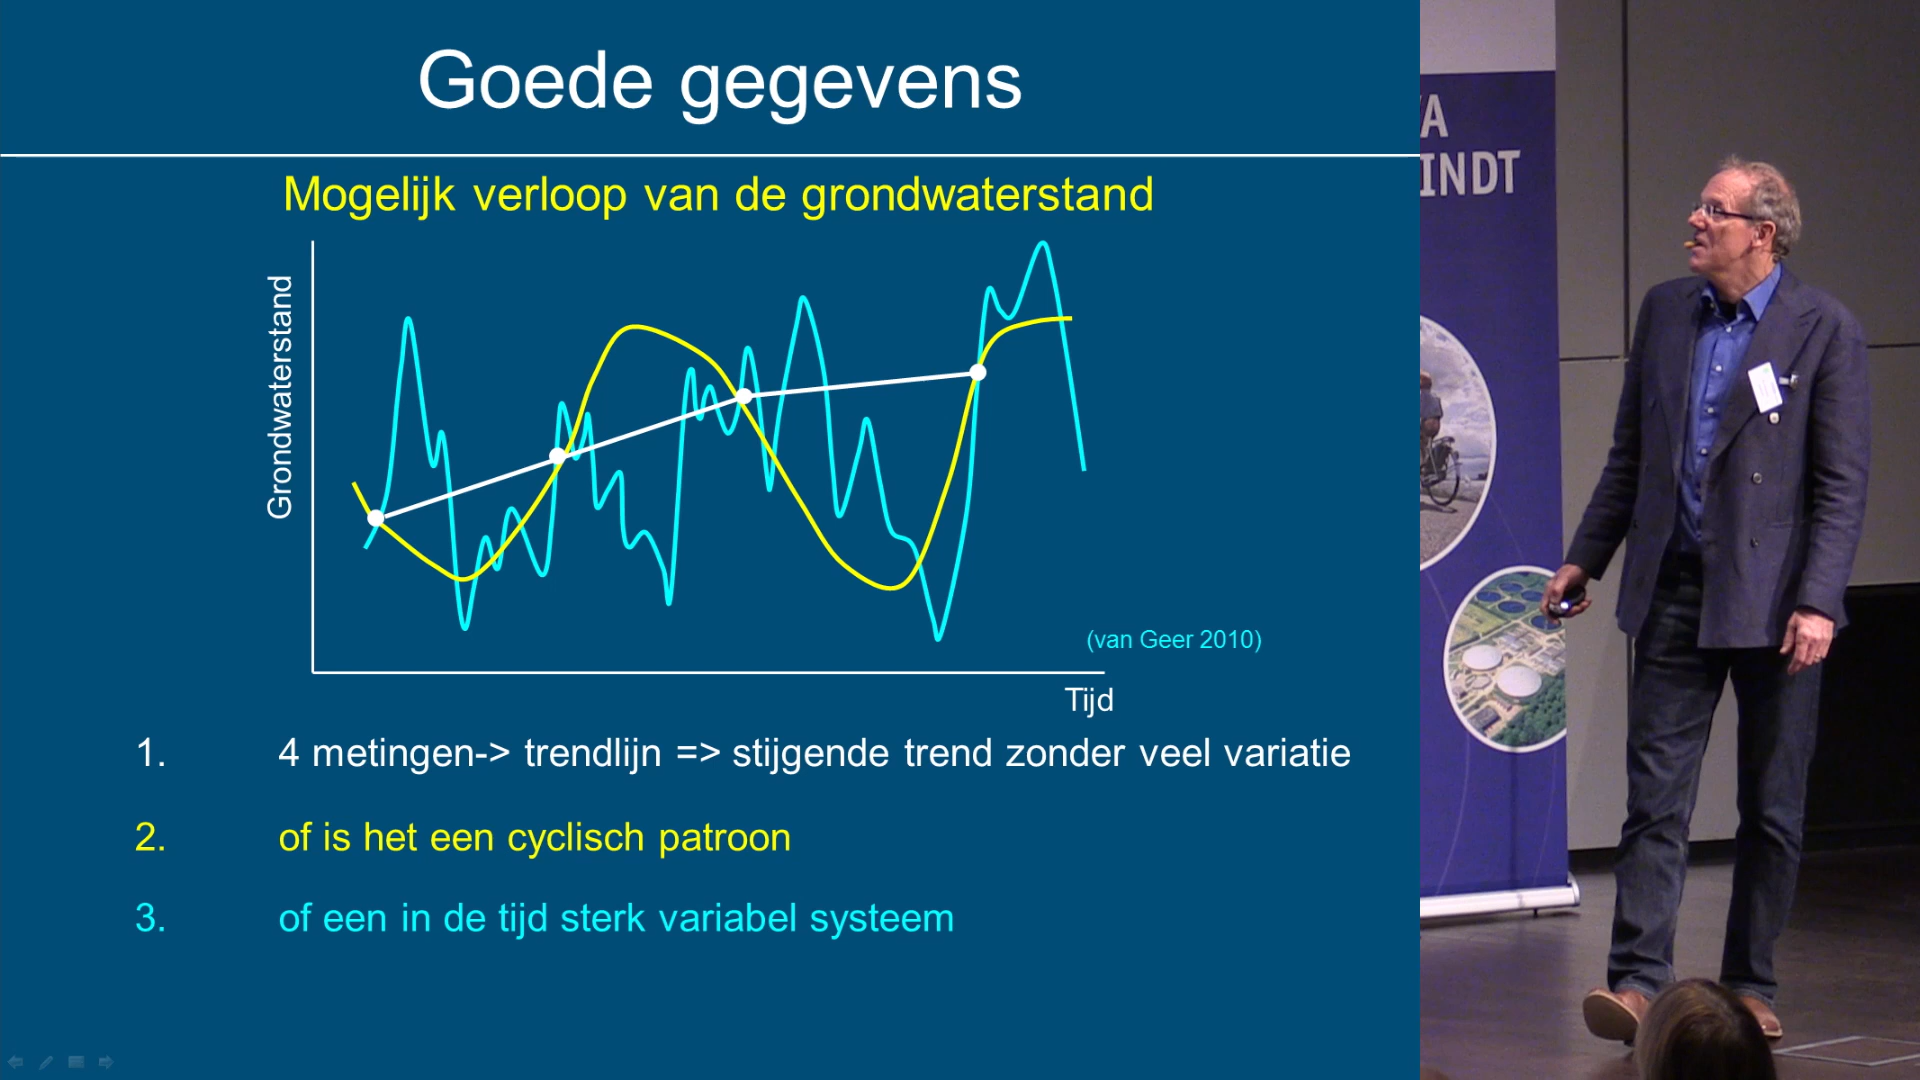 Goede gegevens
Mogelijk verloop van de grondwaterstand
Grondwaterstand
(van Geer 2010)
Tijd
1. 4 metingen-> trendlijn => stijgende trend zonder veel variatie
2. of is het een cyclisch patroon
3. of een in de tijd sterk variabel systeem
A
INDT